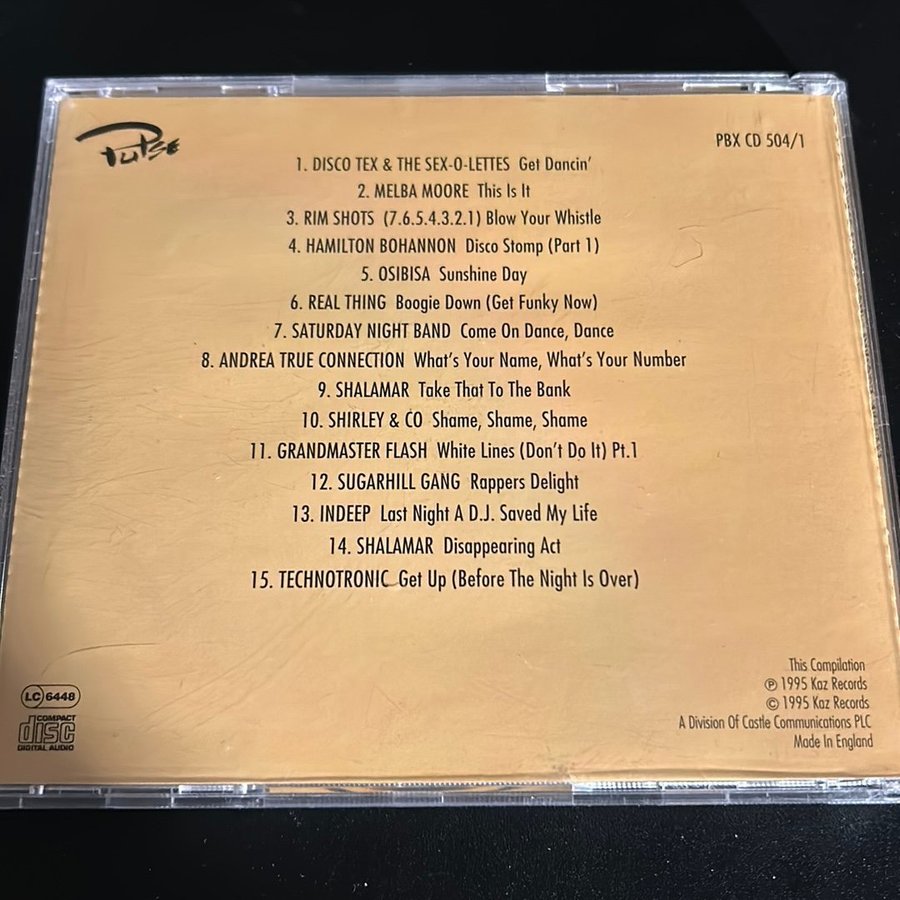 Pulse
PBX CD 504/1
1. DISCO TEX & THE SEX-O-LETTES Get Dancin'
2. MELBA MOORE This Is It
3. RIM SHOTS (7.6.5.4.3.2.1) Blow Your Whistle
4. HAMILTON BOHANNON Disco Stomp (Part 1)
5. OSIBISA Sunshine Day
6. REAL THING Boogie Down (Get Funky Now)
7. SATURDAY NIGHT BAND Come On Dance, Dance
8. ANDREA TRUE CONNECTION What's Your Name, What's Your Number
9. SHALAMAR Take That To The Bank
10. SHIRLEY & CO Shame, Shame, Shame
11. GRANDMASTER FLASH White Lines (Don't Do It) Pt.1
12. SUGARHILL GANG Rappers Delight
13. INDEEP Last Night A D.J. Saved My Life
14. SHALAMAR Disappearing Act
15. TECHNOTRONIC Get Up (Before The Night Is Over)
This Compilation
℗ 1995 Kaz Records
© 1995 Kaz Records
A Division Of Castle Communications PLC
Made In England
LC 6448
COMPACT
disc
DIGITAL AUDIO